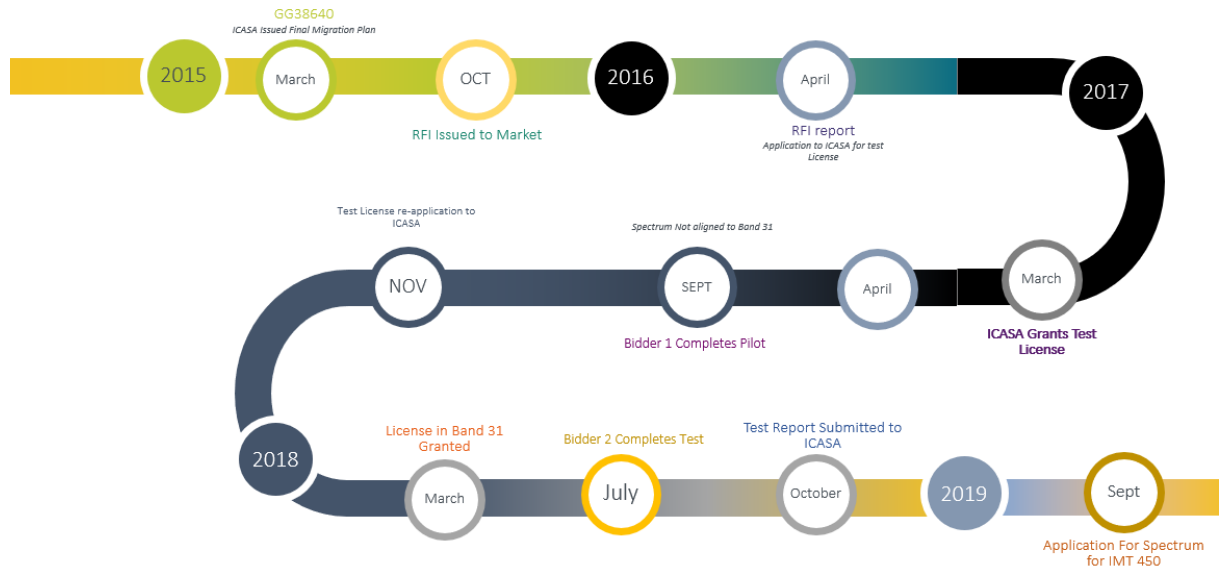 GG38640
ICASA Issued Final Migration Plan
2015
March
OCT
2016
April
2017
RFI Issued to Market
RFI report
Application to ICASA for test
License
Test License re-application to
ICASA
Spectrum Not aligned to Band 31
NOV
SEPT
April
March
Bidder 1 Completes Pilot
ICASA Grants Test
License
License in Band 31
Granted
Bidder 2 Completes Test
Test Report Submitted to
ICASA
2018
March
July
October
2019
Sept
Application For Spectrum
for IMT 450